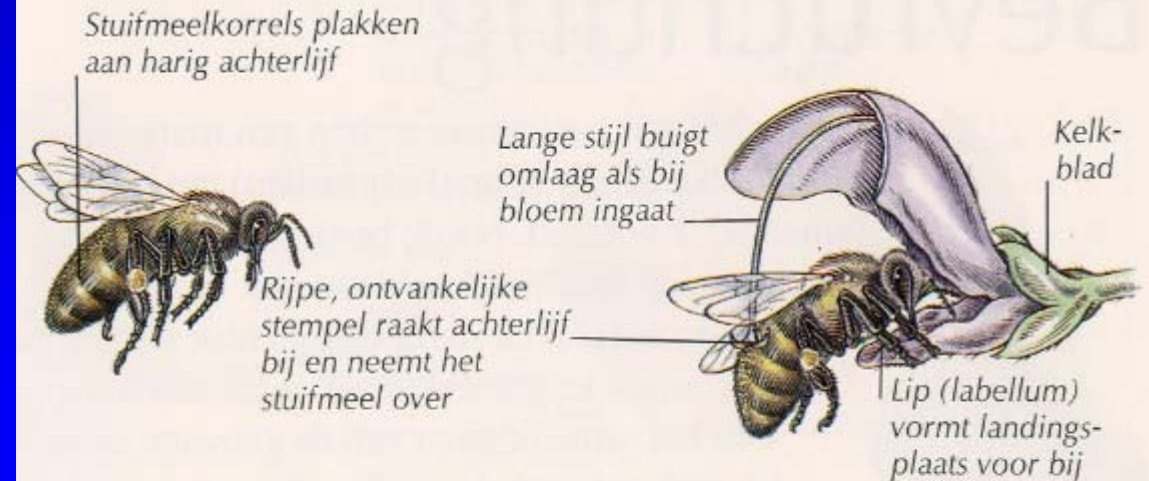 Stuifmeelkorrels plakken
aan harig achterlijf
Lange stijl buigt
omlaag als bij
bloem ingaat
Kelk-
blad
Rijpe, ontvankelijke
stempel raakt achterlijf
bij en neemt het
stuifmeel over
Lip (labellum)
vormt landings-
plaats voor bij